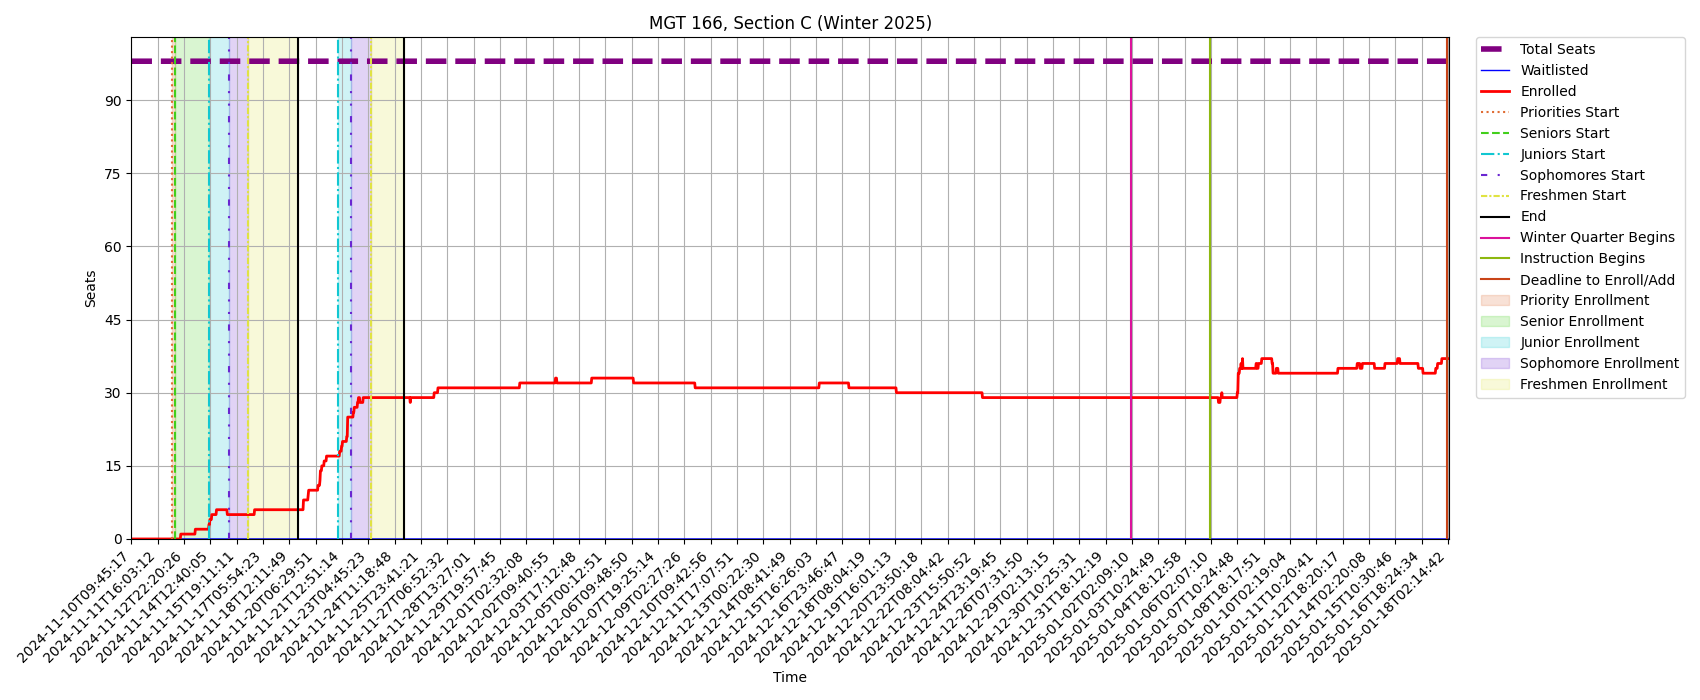 MGT 166, Section C (Winter 2025)
Seats
90
75
60
45
30
15
0
2024-11-10T09:45:17
2024-11-11T16:03:12
2024-11-12T22:20:26
2024-11-14T12:40:05
2024-11-15T19:11:11
2024-11-17T05:54:23
2024-11-18T12:11:49
2024-11-20T06:29:51
2024-11-21T12:51:14
2024-11-23T04:45:23
2024-11-24T11:18:48
2024-11-25T23:41:21
2024-11-27T06:52:32
2024-11-28T13:27:01
2024-11-29T19:57:45
2024-12-01T02:32:08
2024-12-02T09:40:55
2024-12-03T17:12:48
2024-12-05T00:12:51
2024-12-06T09:48:50
2024-12-07T19:25:14
2024-12-09T02:27:26
2024-12-10T09:42:56
2024-12-11T17:07:51
2024-12-13T00:22:30
2024-12-14T08:41:49
2024-12-15T16:26:03
2024-12-16T23:46:47
2024-12-18T08:04:19
2024-12-19T16:01:13
2024-12-20T23:50:18
2024-12-22T08:04:42
2024-12-23T15:50:52
2024-12-24T23:19:45
2024-12-26T07:31:50
2024-12-29T02:13:15
2024-12-30T10:25:31
2024-12-31T18:12:19
2025-01-02T02:09:10
2025-01-03T10:24:49
2025-01-04T18:12:58
2025-01-06T02:07:10
2025-01-07T10:24:48
2025-01-08T18:17:51
2025-01-10T02:19:04
2025-01-11T10:20:41
2025-01-12T18:20:17
2025-01-14T02:20:08
2025-01-15T10:30:46
2025-01-16T18:24:34
2025-01-18T02:14:42
Time
Total Seats
Waitlisted
Enrolled
Priorities Start
Seniors Start
Juniors Start
Sophomores Start
Freshmen Start
End
Winter Quarter Begins
Instruction Begins
Deadline to Enroll/Add
Priority Enrollment
Senior Enrollment
Junior Enrollment
Sophomore Enrollment
Freshmen Enrollment